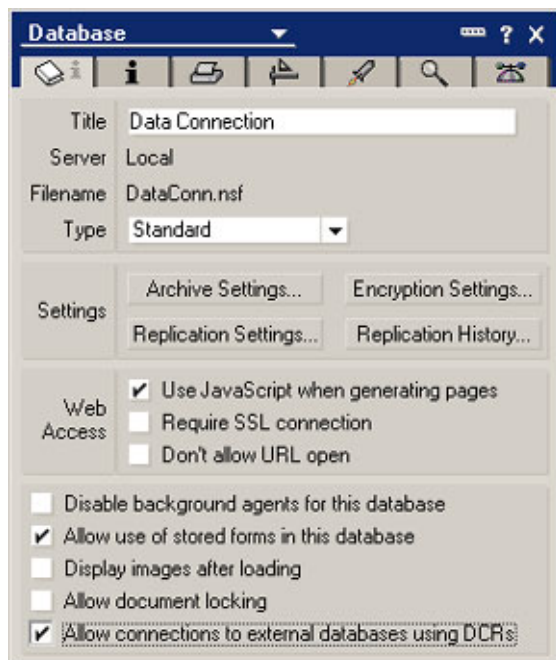 Database
? X
i i
Title Data Connection
Server Local
Filename DataConn.nsf
Type Standard
Archive Settings... Encryption Settings...
Settings
Replication Settings... Replication History...
Use JavaScript when generating pages
Web Access
Require SSL connection
Don't allow URL open
Disable background agents for this database
Allow use of stored forms in this database
Display images after loading
Allow document locking
Allow connections to external databases using DCRs